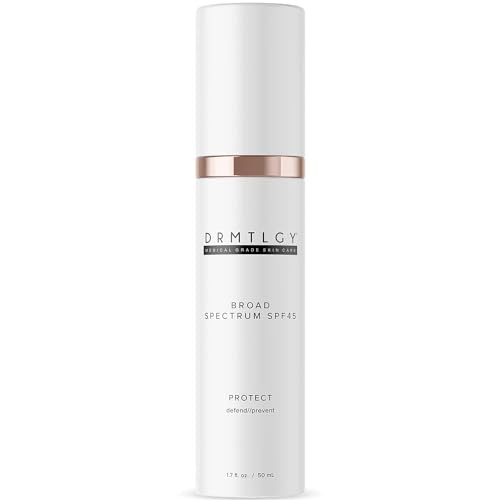 DRMTLGY
MEDICAL GRADE SKIN CARE
BROAD
SPECTRUM SPF45
PROTECT
defend//prevent
1.7 fl. oz. / 50 mL